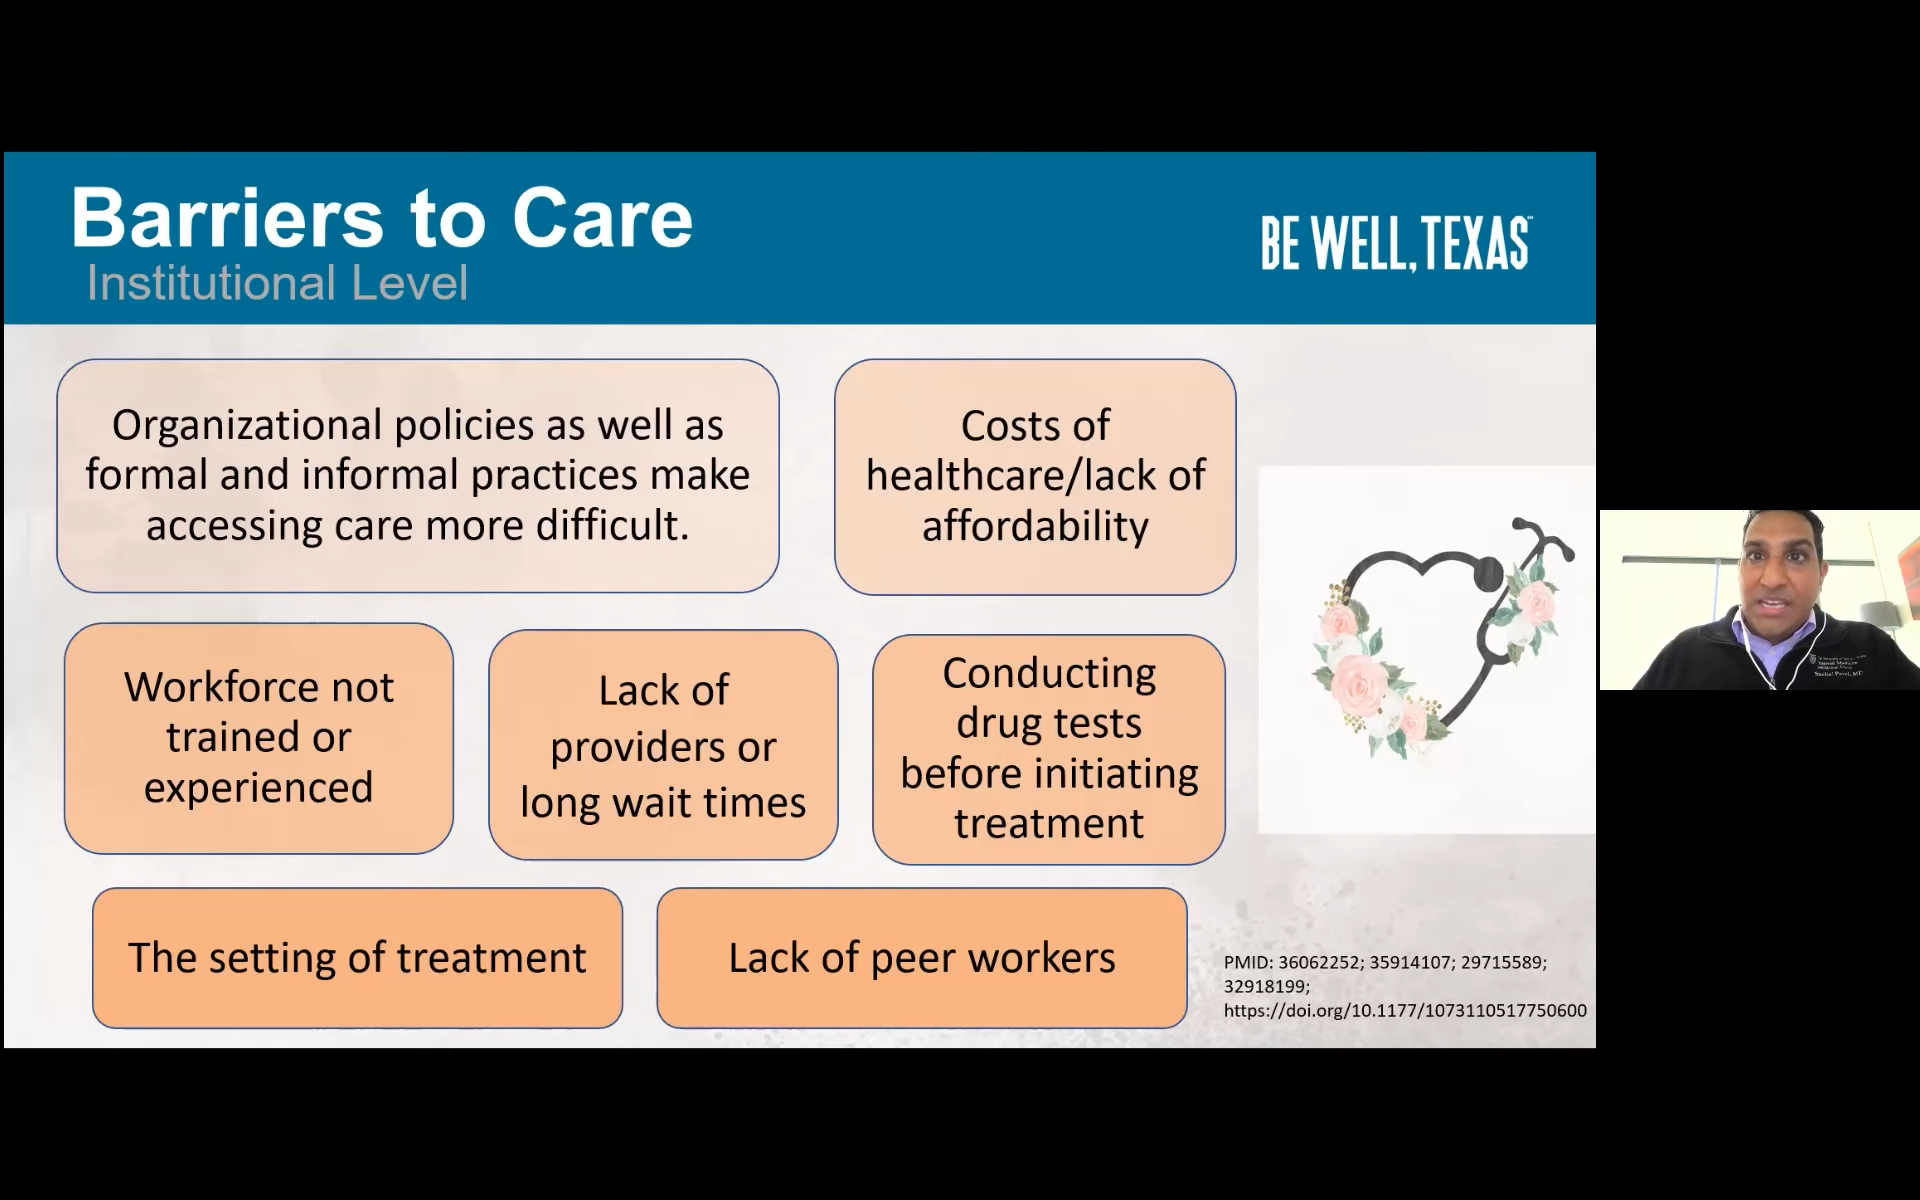 Barriers to Care
Institutional Level
BE WELL, TEXAS™
Organizational policies as well as
formal and informal practices make
accessing care more difficult.
Costs of
healthcare/lack of
affordability
Workforce not
trained or
experienced
Lack of
providers or
long wait times
Conducting
drug tests
before initiating
treatment
The setting of treatment
Lack of peer workers
PMID: 36062252; 35914107; 29715589;
32918199;
https://doi.org/10.1177/1073110517750600